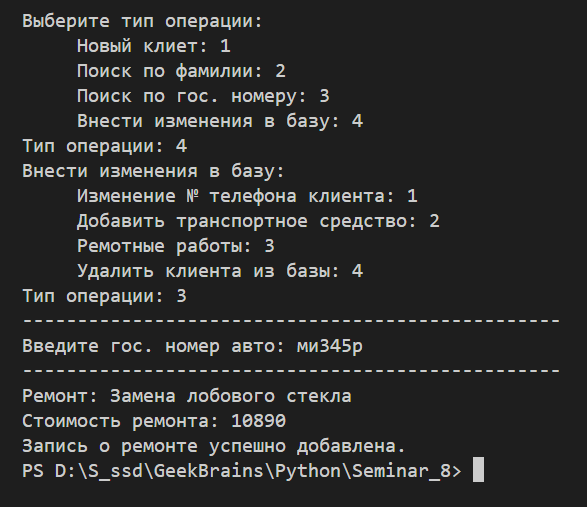 Выберите тип операции:
Новый клиет: 1
Поиск по фамилии: 2
Поиск по гос. номеру: 3
Внести изменения в базу: 4
Тип операции: 4
Внести изменения в базу:
Изменение № телефона клиента: 1
Добавить транспортное средство: 2
Ремотные работы: 3
Удалить клиента из базы: 4
Тип операции: 3
-------------------------------------------------
Введите гос. номер авто: ми345р
-------------------------------------------------
Ремонт: Замена лобового стекла
Стоимость ремонта: 10890
Запись о ремонте успешно добавлена.
PS D:\S_ssd\GeekBrains\Python\Seminar_8>